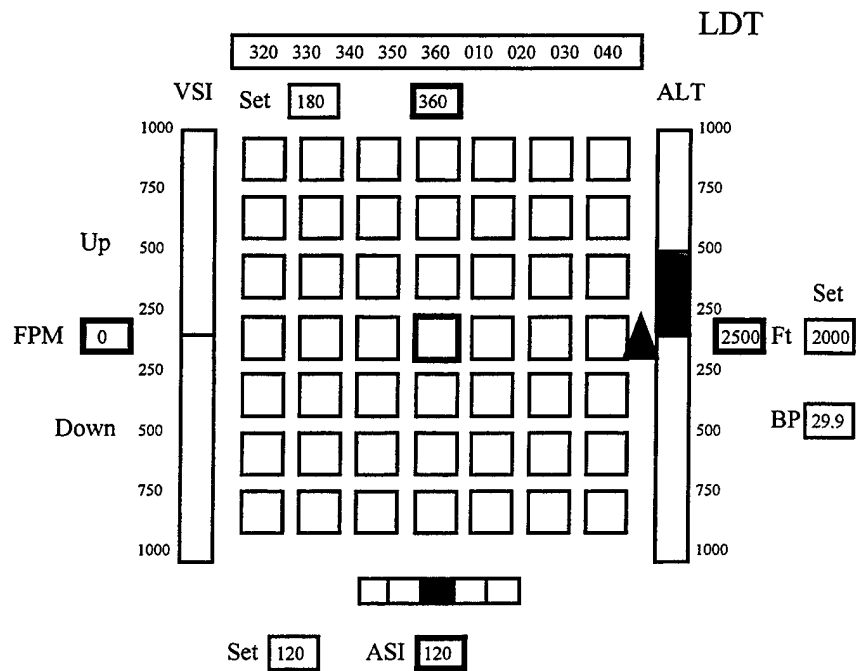 LDT
320 330 340 350 360 010 020 030 040
VSI Set 180 360 ALT
1000 1000
750 750
Up 500 500
250 250 Set
FPM 0 2500 Ft 2000
250 250
Down 500 500 BP 29.9
750 750
1000 1000
Set 120 ASI 120